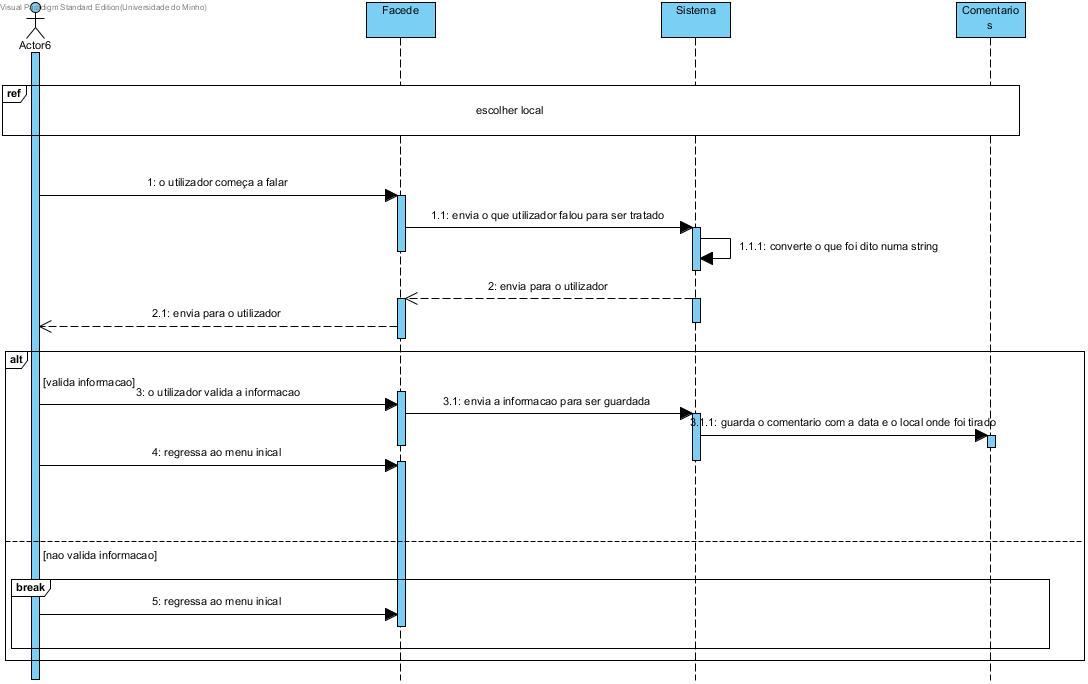 Visual Paradigm Standard Edition(Universidade do Minho)
Actor6
Facede
Sistema
Comentario
s
ref
escolher local
1: o utilizador começa a falar
1.1: envia o que utilizador falou para ser tratado
1.1.1: converte o que foi dito numa string
2: envia para o utilizador
2.1: envia para o utilizador
alt
[valida informacao]
3: o utilizador valida a informacao
3.1: envia a informacao para ser guardada
3.1.1: guarda o comentario com a data e o local onde foi tirado
4: regressa ao menu inical
[nao valida informacao]
break
5: regressa ao menu inical